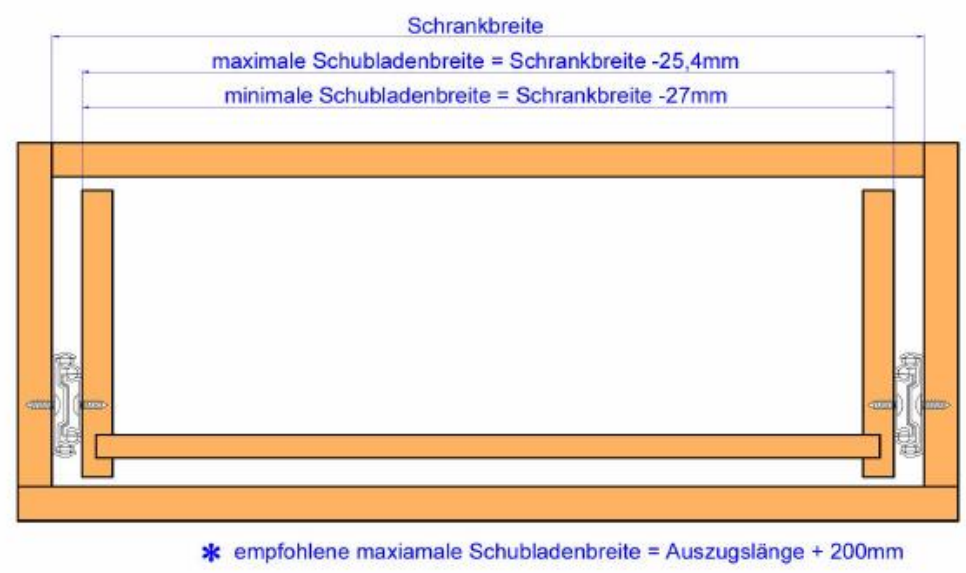 Schrankbreite
maximale Schubladenbreite = Schrankbreite -25,4mm
minimale Schubladenbreite = Schrankbreite -27mm
* empfohlene maxiamale Schubladenbreite = Auszugslänge + 200mm